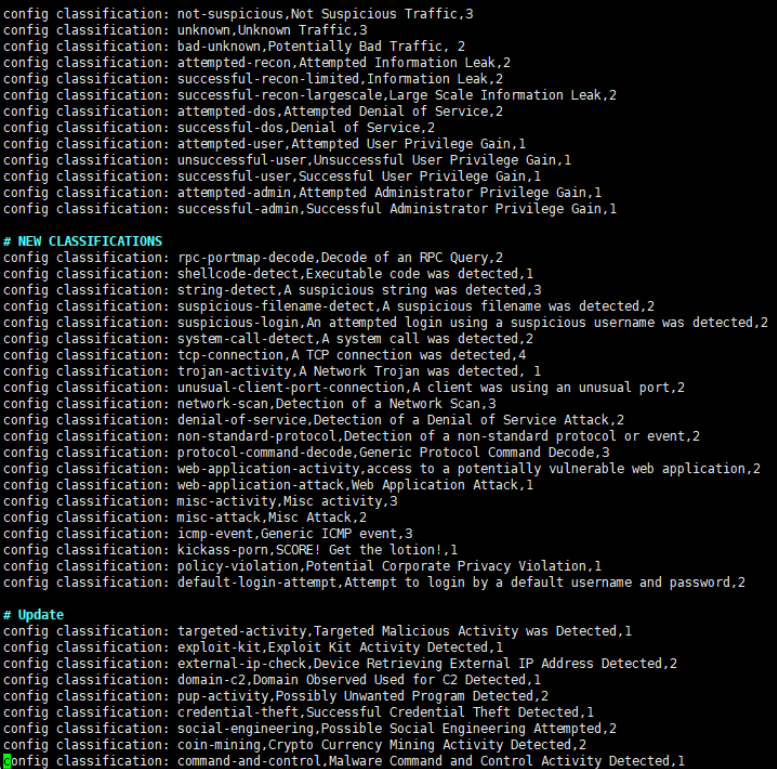 config classification: not-suspicious,Not Suspicious Traffic,3
config classification: unknown,Unknown Traffic,3
config classification: bad-unknown,Potentially Bad Traffic, 2
config classification: attempted-recon,Attempted Information Leak,2
config classification: successful-recon-limited,Information Leak,2
config classification: successful-recon-largescale,Large Scale Information Leak,2
config classification: attempted-dos,Attempted Denial of Service,2
config classification: successful-dos,Denial of Service,2
config classification: attempted-user,Attempted User Privilege Gain,1
config classification: unsuccessful-user,Unsuccessful User Privilege Gain,1
config classification: successful-user,Successful User Privilege Gain,1
config classification: attempted-admin,Attempted Administrator Privilege Gain,1
config classification: successful-admin,Successful Administrator Privilege Gain,1
# NEW CLASSIFICATIONS
config classification: rpc-portmap-decode,Decode of an RPC Query,2
config classification: shellcode-detect,Executable code was detected,1
config classification: string-detect,A suspicious string was detected,3
config classification: suspicious-filename-detect,A suspicious filename was detected,2
config classification: suspicious-login,An attempted login using a suspicious username was detected,2
config classification: system-call-detect,A system call was detected,2
config classification: tcp-connection,A TCP connection was detected,4
config classification: trojan-activity,A Network Trojan was detected, 1
config classification: unusual-client-port-connection,A client was using an unusual port,2
config classification: network-scan,Detection of a Network Scan,3
config classification: denial-of-service,Detection of a Denial of Service Attack,2
config classification: non-standard-protocol,Detection of a non-standard protocol or event,2
config classification: protocol-command-decode,Generic Protocol Command Decode,3
config classification: web-application-activity,access to a potentially vulnerable web application,2
config classification: web-application-attack,Web Application Attack,1
config classification: misc-activity,Misc activity,3
config classification: misc-attack,Misc Attack,2
config classification: icmp-event,Generic ICMP event,3
config classification: kickass-porn,SCORE! Get the lotion!,1
config classification: policy-violation,Potential Corporate Privacy Violation,1
config classification: default-login-attempt,Attempt to login by a default username and password,2
# Update
config classification: targeted-activity,Targeted Malicious Activity was Detected,1
config classification: exploit-kit,Exploit Kit Activity Detected,1
config classification: external-ip-check,Device Retrieving External IP Address Detected,2
config classification: domain-c2,Domain Observed Used for C2 Detected,1
config classification: pup-activity,Possibly Unwanted Program Detected,2
config classification: credential-theft,Successful Credential Theft Detected,1
config classification: social-engineering,Possible Social Engineering Attempted,2
config classification: coin-mining,Crypto Currency Mining Activity Detected,2
config classification: command-and-control,Malware Command and Control Activity Detected,1